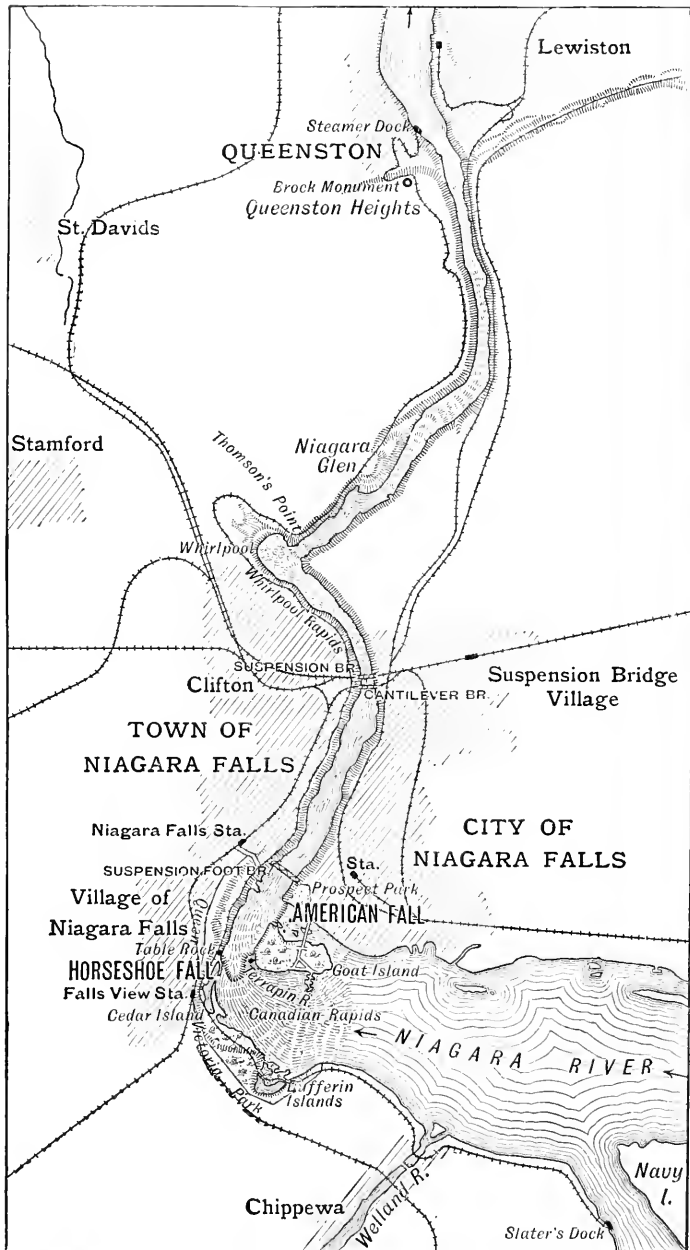 Lewiston
Steamer Dock
QUEENSTON
Brock Monument
Queenston Heights
St. Davids
Stamford
Niagara
Glen
Thomson's Point
Whirlpool
Whirlpool Rapids
SUSPENSION BR.
Clifton
CANTILEVER BR.
Suspension Bridge
Village
TOWN OF
NIAGARA FALLS
CITY OF
NIAGARA FALLS
Niagara Falls Sta.
Sta.
SUSPENSION FOOT BR.
Prospect Park
Village of
Niagara Falls
AMERICAN FALL
Queen
Table Rock
HORSESHOE FALL
Terrapin R.
Goat Island
Falls View Sta.
Cedar Island
Canadian Rapids
NIAGARA RIVER
Victoria Park
Dufferin
Islands
Navy
I.
Chippewa
Welland R.
Slater's Dock